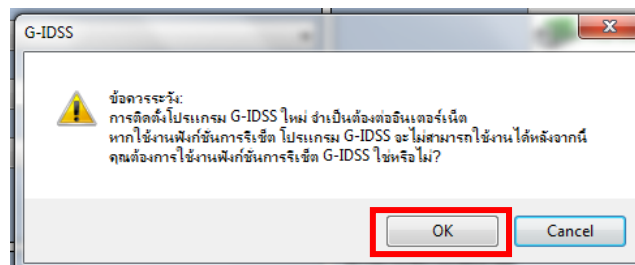 G-IDSS
ข้อควรระวัง:
การติดตั้งโปรแกรม G-IDSS ใหม่ จำเป็นต้องต่ออินเตอร์เน็ต
หากใช้งานฟังก์ชันการรีเซ็ต โปรแกรม G-IDSS จะไม่สามารถใช้งานได้หลังจากนี้
คุณต้องการใช้งานฟังก์ชันการรีเซ็ต G-IDSS ใช่หรือไม่?
OK
Cancel